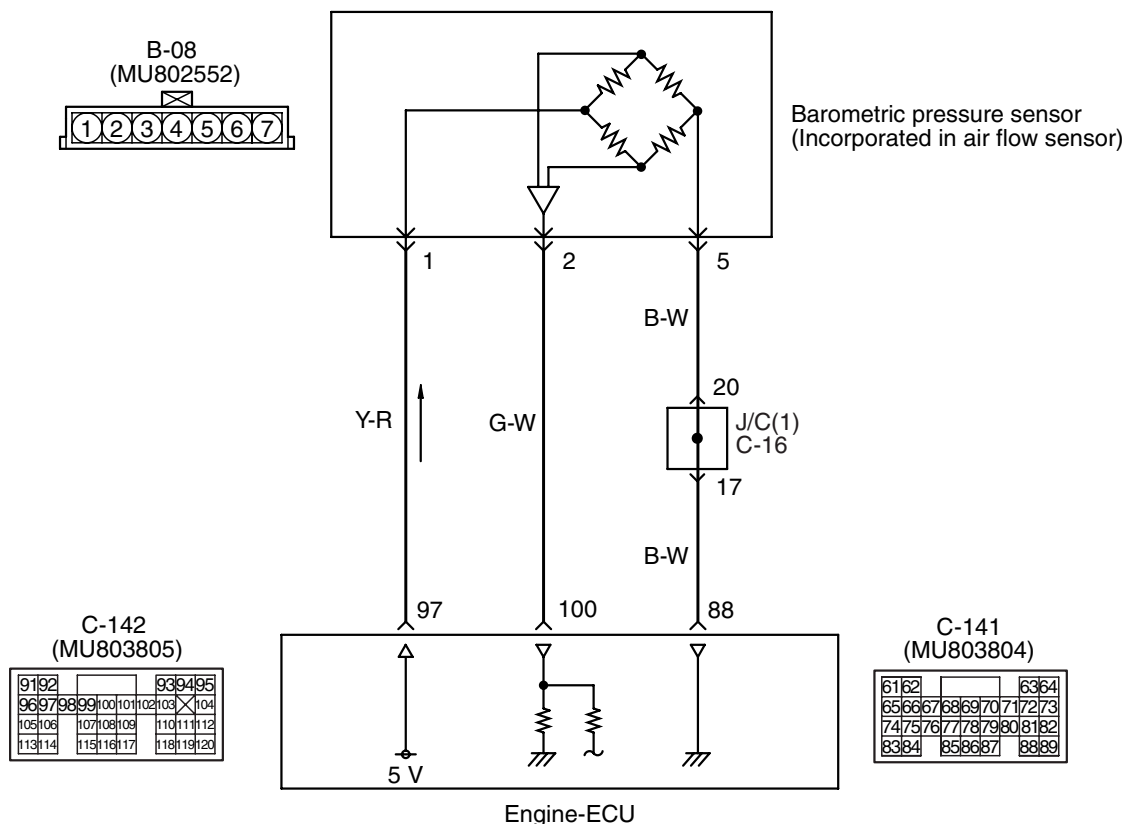 B-08
(MU802552)
1 2 3 4 5 6 7
Barometric pressure sensor
(Incorporated in air flow sensor)
1 2 5
B-W
20
Y-R G-W J/C(1)
C-16
17
B-W
97 100 88
C-142
(MU803805)
91 92 93 94 95
96 97 98 99 100 101 102 103 104
105 106 107 108 109 110 111 112
113 114 115 116 117 118 119 120
C-141
(MU803804)
61 62 63 64
65 66 67 68 69 70 71 72 73
74 75 76 77 78 79 80 81 82
83 84 85 86 87 88 89
5 V
Engine-ECU